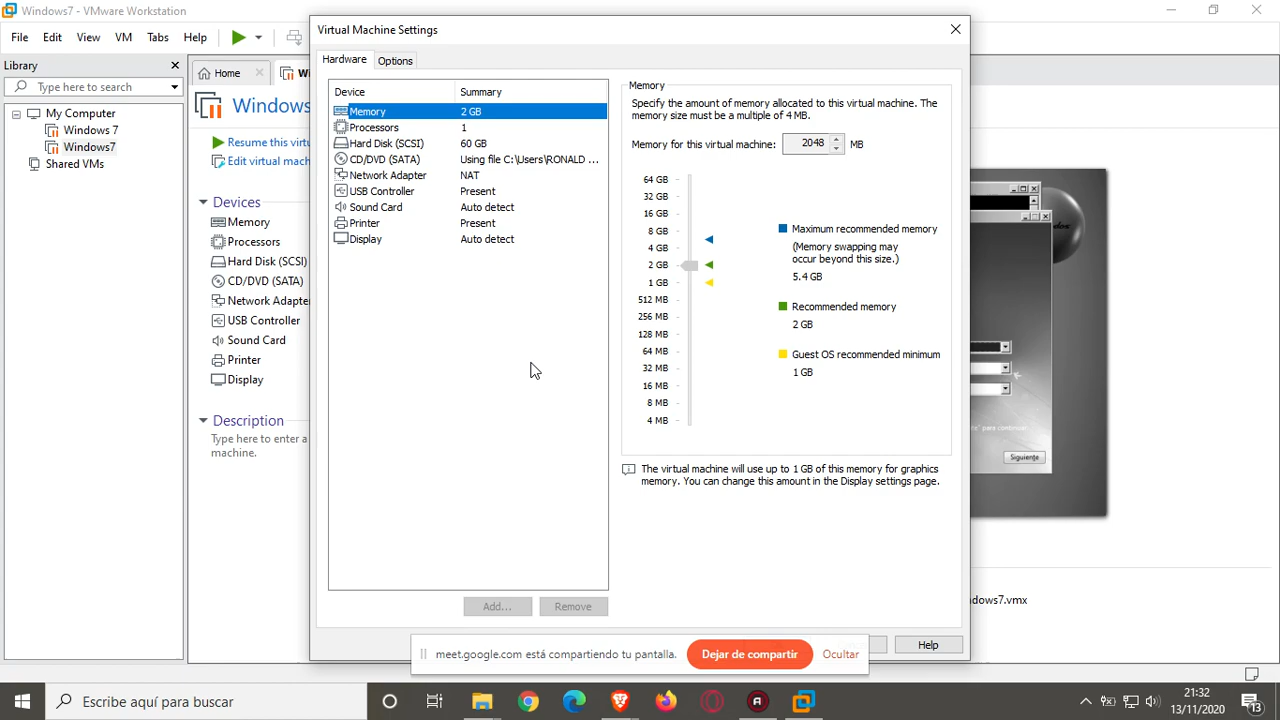 Windows7 - VMware Workstation
File Edit View VM Tabs Help
Library
Type here to search
My Computer
Windows 7
Windows7
Shared VMs
Home
Windows
Resume this virtu
Edit virtual mach
Devices
Memory
Processors
Hard Disk (SCSI)
CD/DVD (SATA)
Network Adapte
USB Controller
Sound Card
Printer
Display
Description
Type here to enter a
machine.
Virtual Machine Settings
Hardware Options
Device Summary
Memory 2 GB
Processors 1
Hard Disk (SCSI) 60 GB
CD/DVD (SATA) Using file C:\Users\RONALD ...
Network Adapter NAT
USB Controller Present
Sound Card Auto detect
Printer Present
Display Auto detect
Add... Remove
Memory
Specify the amount of memory allocated to this virtual machine. The
memory size must be a multiple of 4 MB.
Memory for this virtual machine: 2048 MB
64 GB
32 GB
16 GB
8 GB
4 GB
2 GB
1 GB
512 MB
256 MB
128 MB
64 MB
32 MB
16 MB
8 MB
4 MB
Maximum recommended memory
(Memory swapping may
occur beyond this size.)
5.4 GB
Recommended memory
2 GB
Guest OS recommended minimum
1 GB
The virtual machine will use up to 1 GB of this memory for graphics
memory. You can change this amount in the Display settings page.
Help
para continuar.
Siguiente
dows7.vmx
meet.google.com está compartiendo tu pantalla. Dejar de compartir Ocultar
Escribe aquí para buscar
21:32
13/11/2020
13